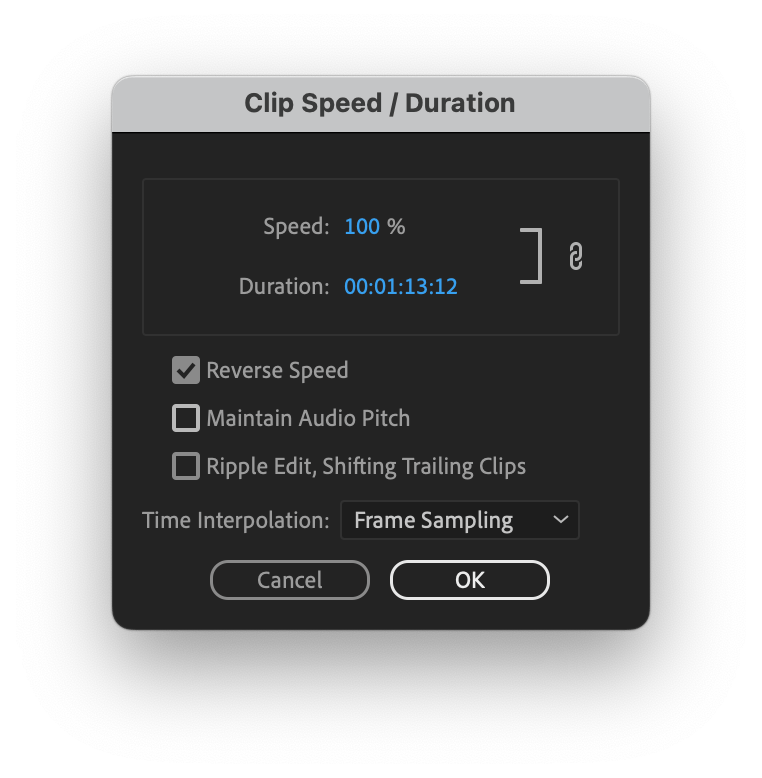 Clip Speed / Duration
Speed: 100 %
Duration: 00:01:13:12
Reverse Speed
Maintain Audio Pitch
Ripple Edit, Shifting Trailing Clips
Time Interpolation: Frame Sampling
Cancel OK